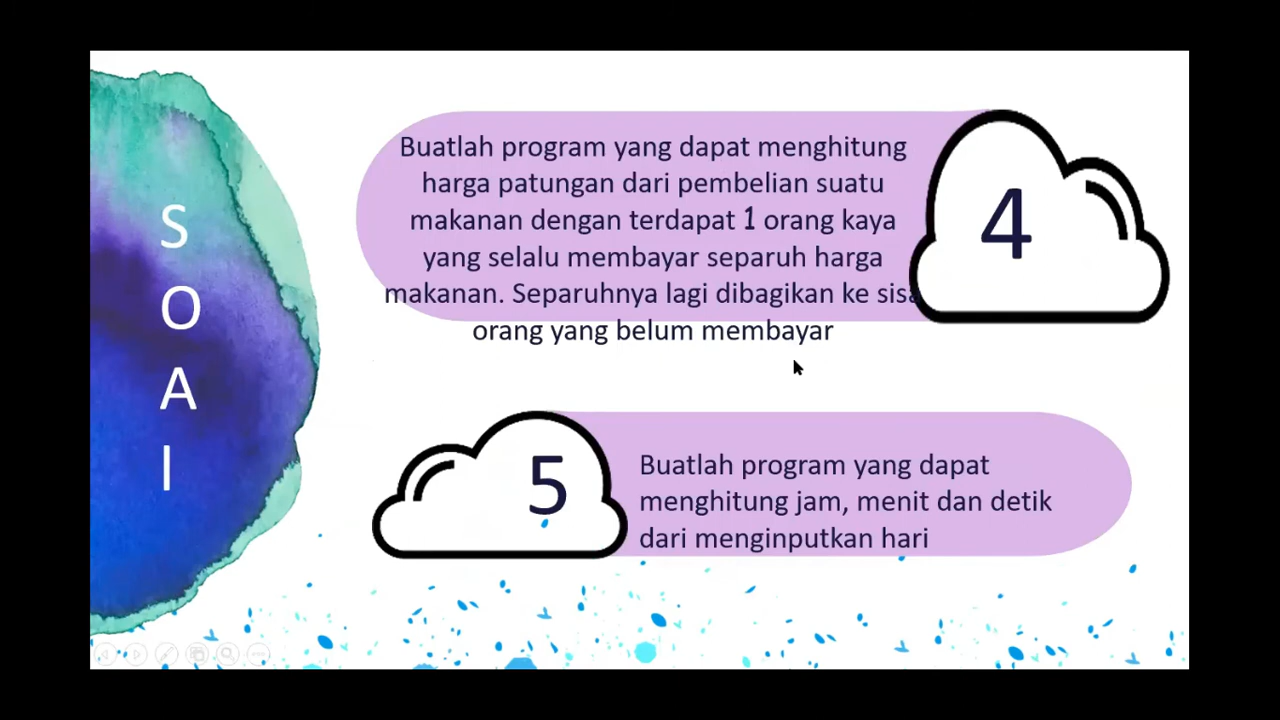 S
O
A
l
Buatlah program yang dapat menghitung
harga patungan dari pembelian suatu
makanan dengan terdapat 1 orang kaya
yang selalu membayar separuh harga
makanan. Separuhnya lagi dibagikan ke sisa
orang yang belum membayar
4
5
Buatlah program yang dapat
menghitung jam, menit dan detik
dari menginputkan hari